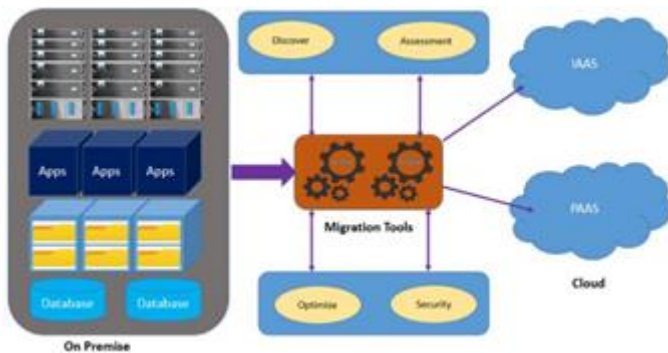 Discover
Assessment
IAAS
Apps
Apps
Apps
Migration Tools
PAAS
Database
Database
Optimise
Security
Cloud
On Premise